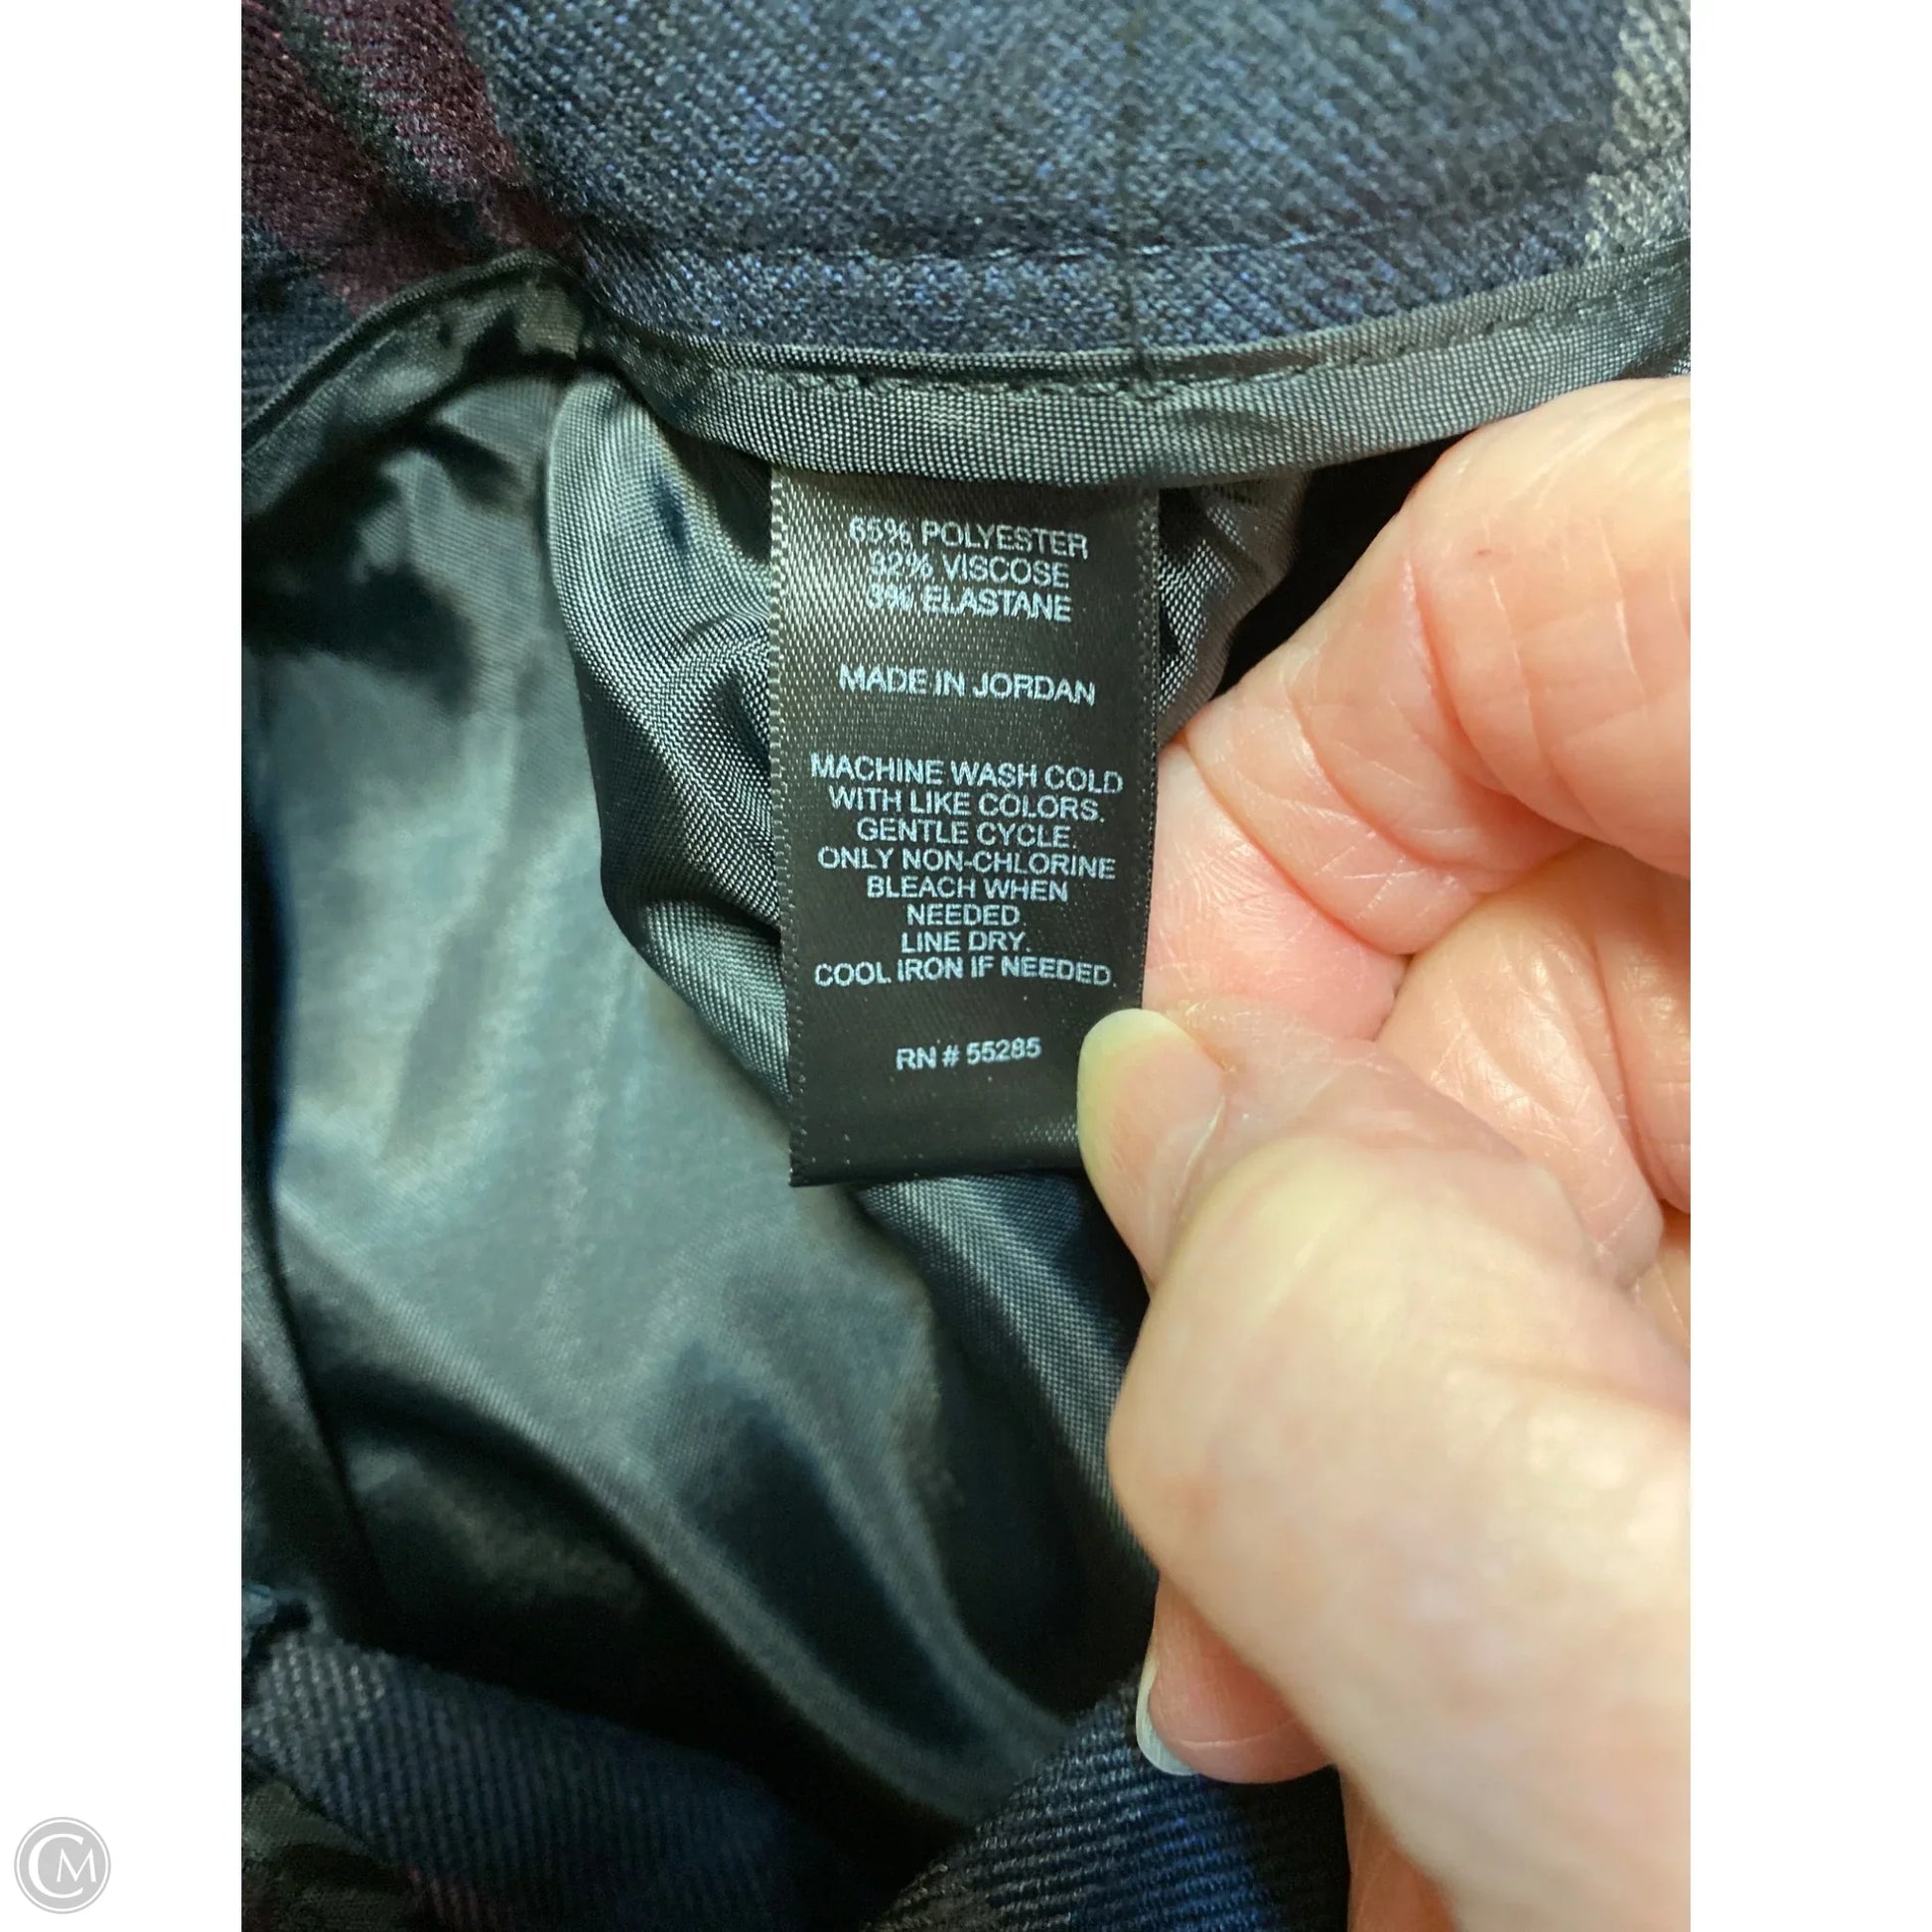 65% POLYESTER
32% VISCOSE
3% ELASTANE
MADE IN JORDAN
MACHINE WASH COLD
WITH LIKE COLORS.
GENTLE CYCLE.
ONLY NON-CHLORINE
BLEACH WHEN
NEEDED.
LINE DRY.
COOL IRON IF NEEDED.
RN # 55285
CM